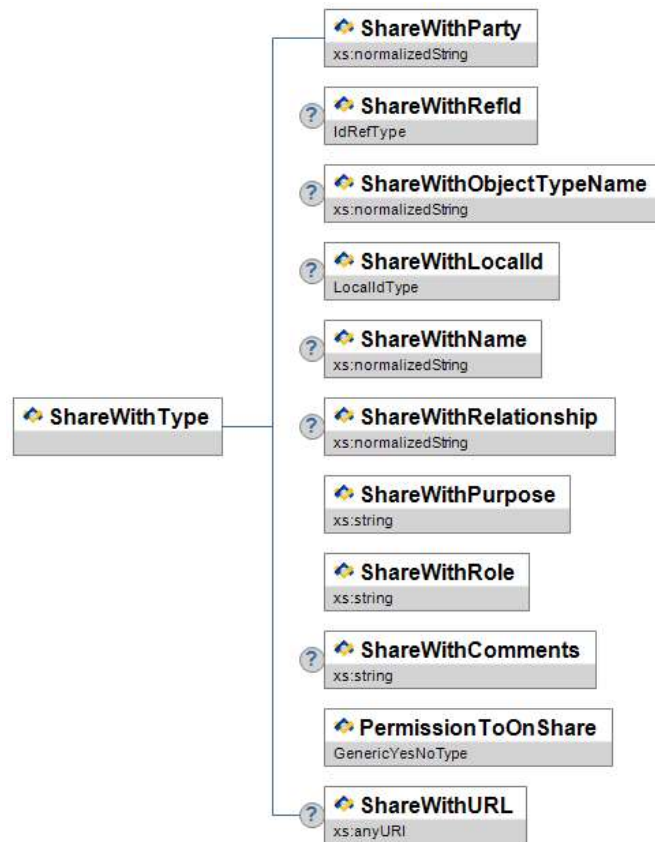 ShareWithParty
xs:normalizedString
?
ShareWithRefId
IdRefType
?
ShareWithObjectTypeName
xs:normalizedString
?
ShareWithLocalId
LocalIdType
?
ShareWithName
xs:normalizedString
ShareWithType
?
ShareWithRelationship
xs:normalizedString
ShareWithPurpose
xs:string
ShareWithRole
xs:string
?
ShareWithComments
xs:string
PermissionToOnShare
GenericYesNoType
?
ShareWithURL
xs:anyURI